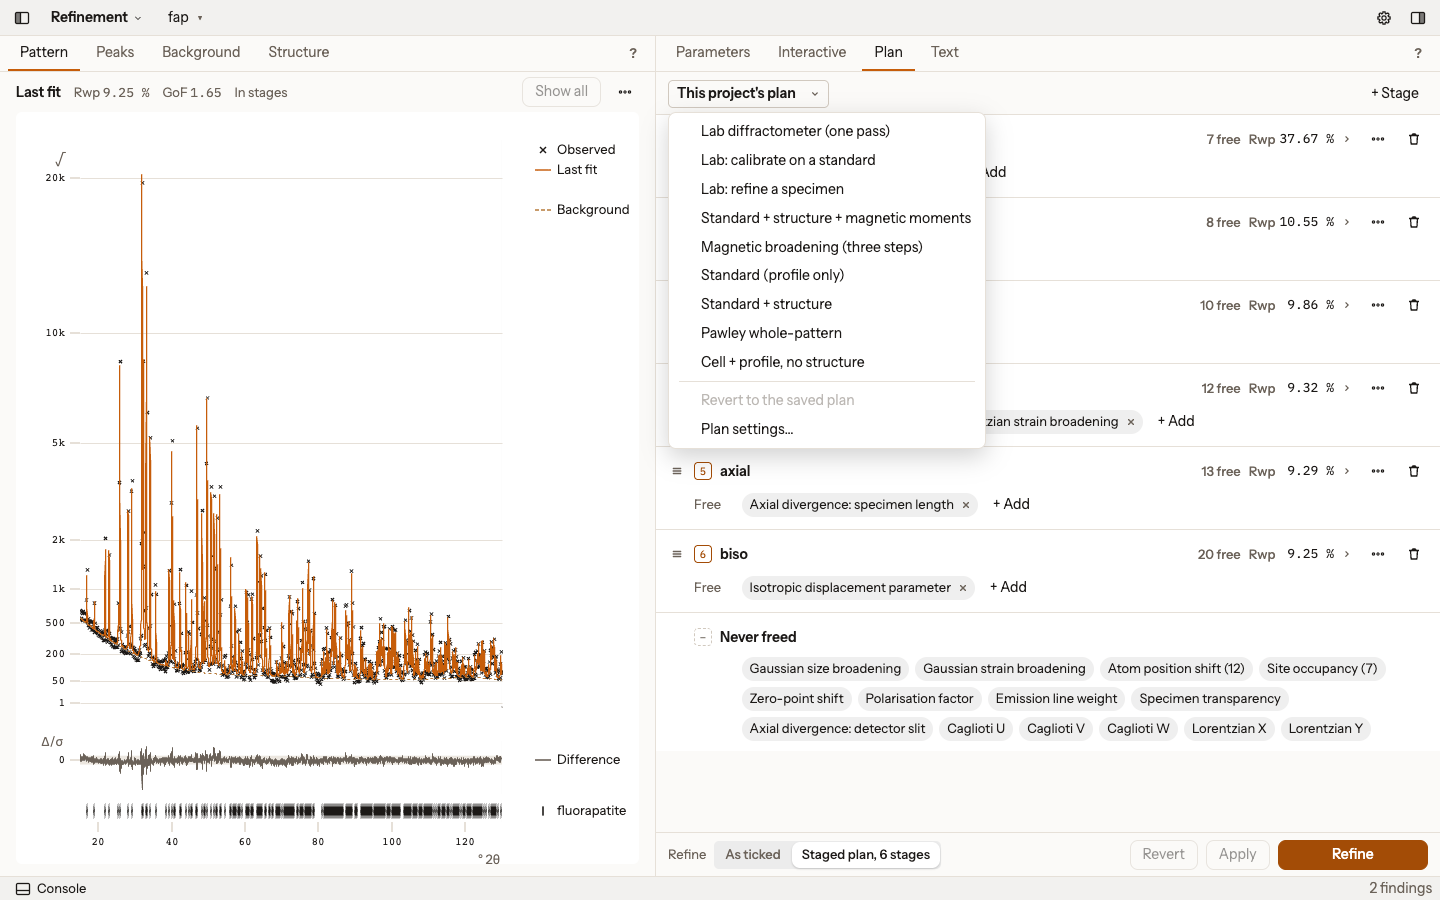 Refinement fap
Pattern Peaks Background Structure ?
Parameters Interactive Plan Text ?
Last fit Rwp 9.25 % GoF 1.65 In stages Show all
This project's plan + Stage
√
20k
10k
5k
2k
1k
500
200
50
1
Observed
Last fit
Background
Δ/σ
0
Difference
fluorapatite
20 40 60 80 100 120
°2θ
Lab diffractometer (one pass)
Lab: calibrate on a standard
Lab: refine a specimen
Standard + structure + magnetic moments
Magnetic broadening (three steps)
Standard (profile only)
Standard + structure
Pawley whole-pattern
Cell + profile, no structure
Revert to the saved plan
Plan settings...
7 free Rwp 37.67 %
Add
8 free Rwp 10.55 %
10 free Rwp 9.86 %
12 free Rwp 9.32 %
zian strain broadening × + Add
5 axial 13 free Rwp 9.29 %
Free Axial divergence: specimen length × + Add
6 biso 20 free Rwp 9.25 %
Free Isotropic displacement parameter × + Add
– Never freed
Gaussian size broadening Gaussian strain broadening Atom position shift (12) Site occupancy (7)
Zero-point shift Polarisation factor Emission line weight Specimen transparency
Axial divergence: detector slit Caglioti U Caglioti V Caglioti W Lorentzian X Lorentzian Y
Refine As ticked Staged plan, 6 stages Revert Apply Refine
Console 2 findings